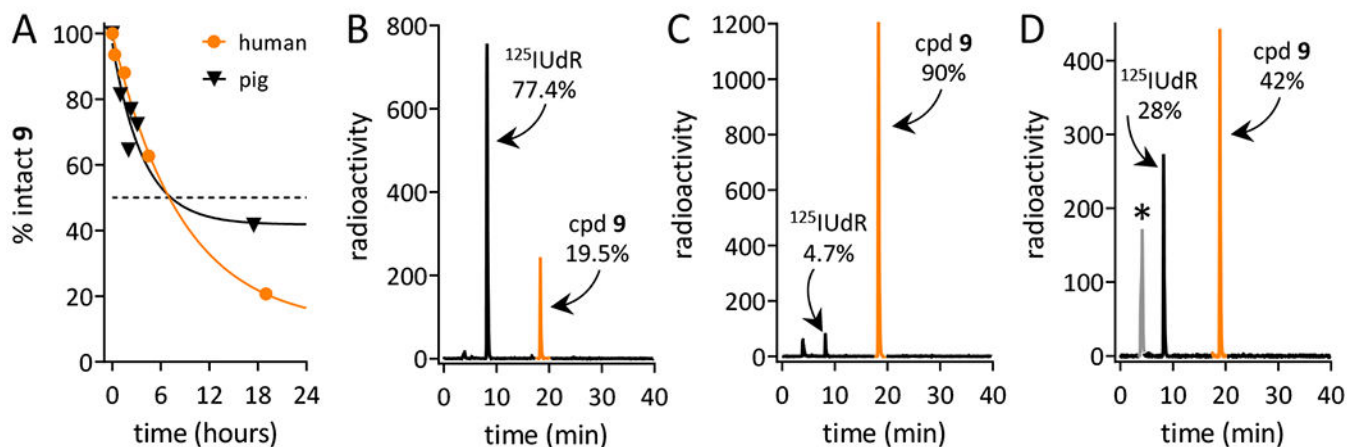 A
% intact 9
100
80
60
40
20
0
0 6 12 18 24
time (hours)
human
pig
B
radioactivity
800
600
400
200
0
0 10 20 30 40
time (min)
125IUdR
77.4%
cpd 9
19.5%
C
radioactivity
1200
1000
800
600
400
200
0
0 10 20 30 40
time (min)
cpd 9
90%
125IUdR
4.7%
D
radioactivity
400
300
200
100
0
0 10 20 30 40
time (min)
125IUdR
28%
*
cpd 9
42%